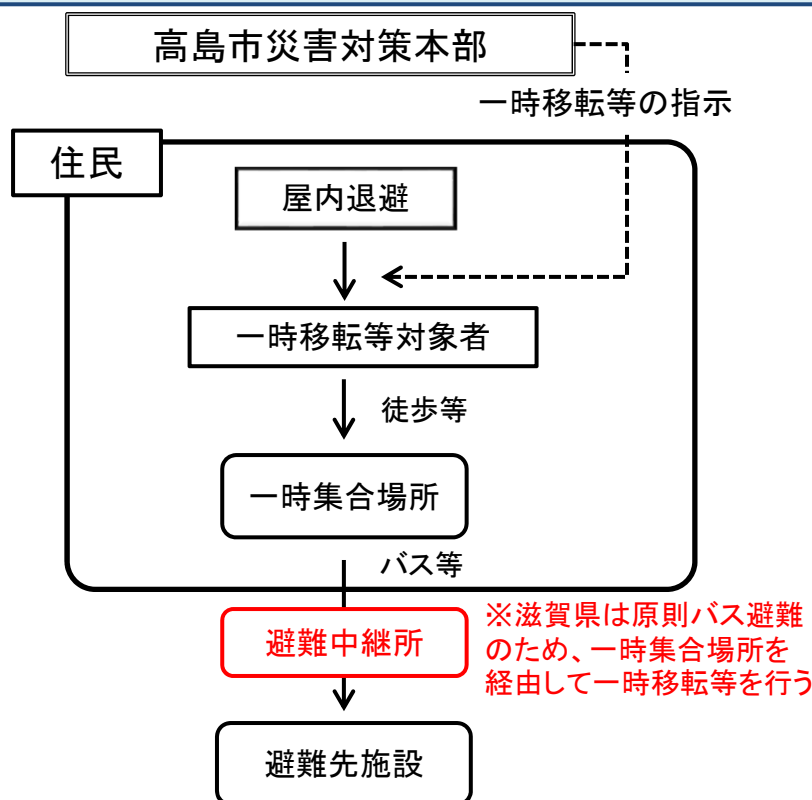 高島市災害対策本部
一時移転等の指示
住民
屋内退避
一時移転等対象者
徒歩等
一時集合場所
バス等
避難中継所
※滋賀県は原則バス避難
のため、一時集合場所を
経由して一時移転等を行う
避難先施設